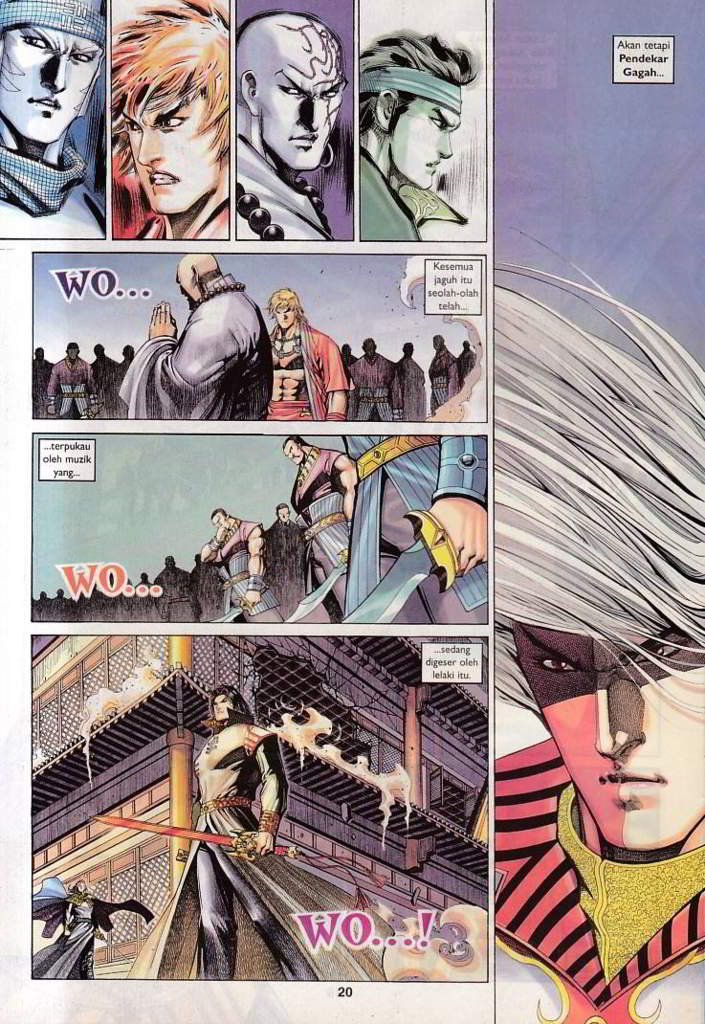 WO...
Kesemua
jaguh itu
seolah-olah
telah...
...terpukau
oleh muzik
yang...
WO...
...sedang
digeser oleh
lelaki itu.
WO...!
Akan tetapi
Pendekar
Gagah...
20